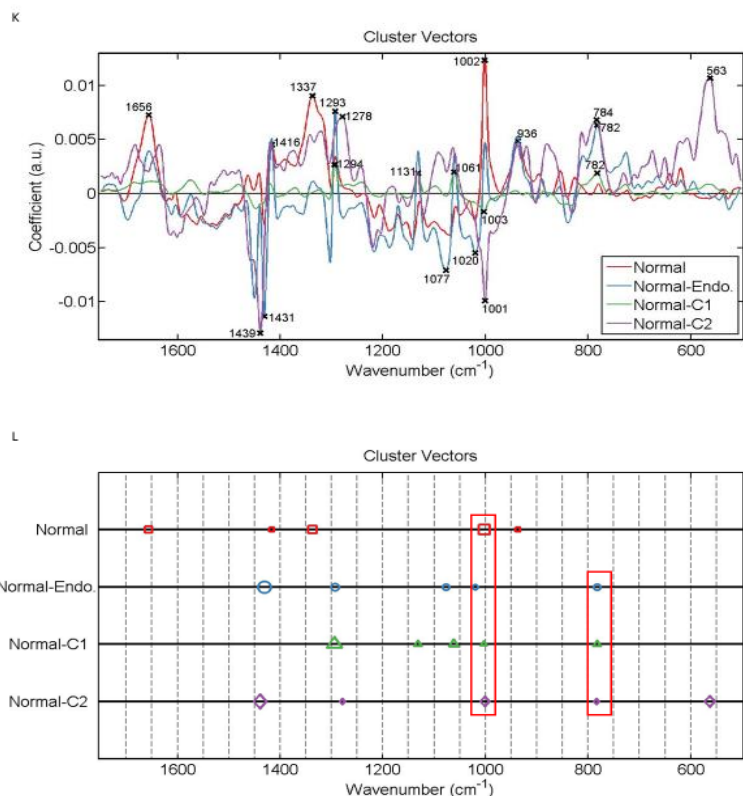 K
Cluster Vectors
0.01
0.005
0
-0.005
-0.01
Coefficient (a.u.)
1656
1337
1293
1278
1416
1294
1131
1061
1002
936
784
782
782
563
1003
1020
1077
1001
1431
1439
Normal
Normal-Endo.
Normal-C1
Normal-C2
1600 1400 1200 1000 800 600
Wavenumber (cm⁻¹)
L
Cluster Vectors
Normal
Normal-Endo.
Normal-C1
Normal-C2
1600 1400 1200 1000 800 600
Wavenumber (cm⁻¹)